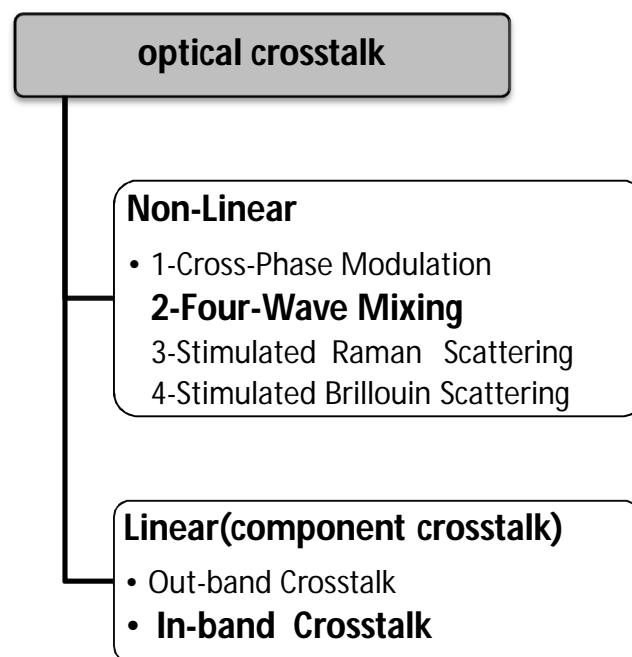 optical crosstalk
Non-Linear
• 1-Cross-Phase Modulation
2-Four-Wave Mixing
3-Stimulated Raman Scattering
4-Stimulated Brillouin Scattering
Linear(component crosstalk)
• Out-band Crosstalk
• In-band Crosstalk